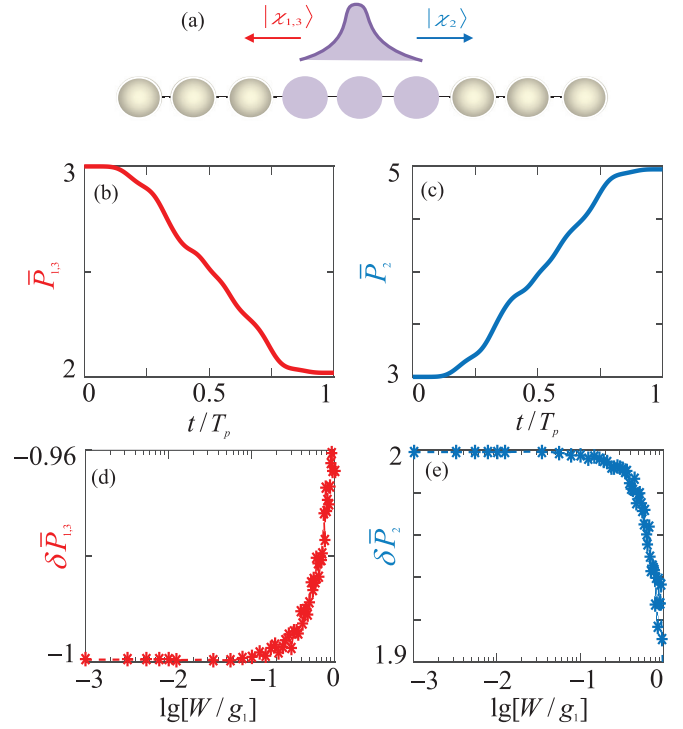 (a) |χ₁,₃⟩ |χ₂⟩
3 (b) 5 (c)
P̄₁,₃ P̄₂
2 3
0 0.5 1 0 0.5 1
t/Tₚ t/Tₚ
−0.96 (d) 2 (e)
δP̄₁,₃ δP̄₂
−1 1.9
−3 −2 −1 0 −3 −2 −1 0
lg[W/g₁] lg[W/g₁]